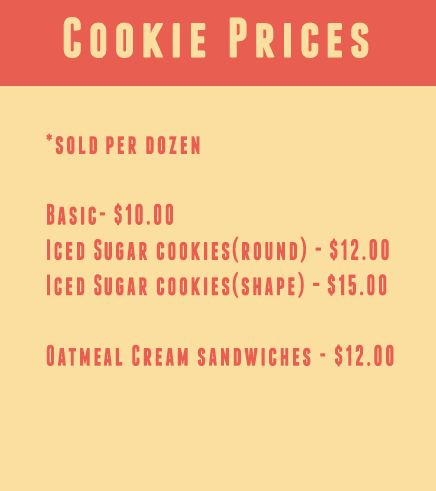 Cookie Prices
*sold per dozen
Basic- $10.00
Iced Sugar cookies(round) - $12.00
Iced Sugar cookies(shape) - $15.00
Oatmeal Cream sandwiches - $12.00